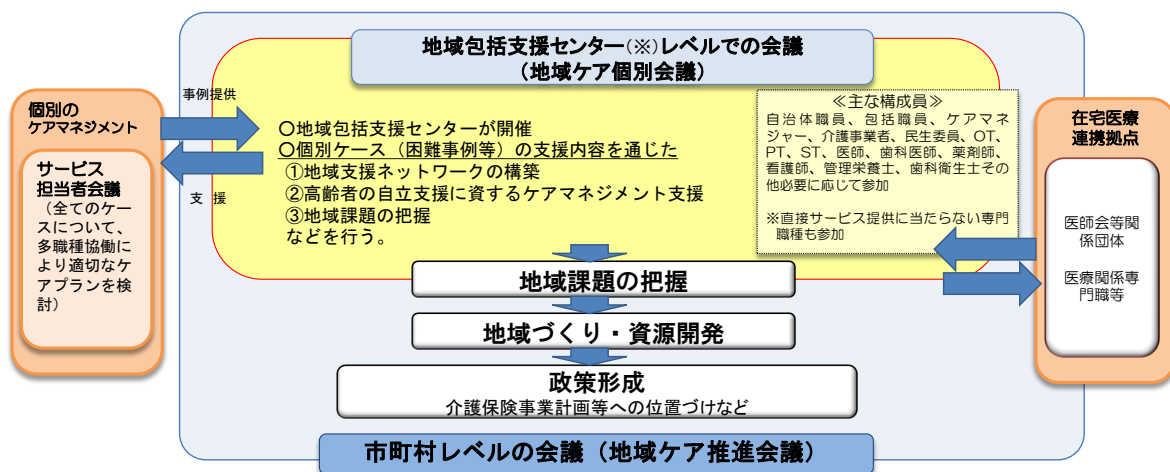 地域包括支援センター(※)レベルでの会議
(地域ケア個別会議)
個別の
ケアマネジメント
サービス
担当者会議
(全てのケー
スについて、
多職種協働に
より適切なケ
アプランを検
討)
事例提供
支 援
〇地域包括支援センターが開催
〇個別ケース(困難事例等)の支援内容を通じた
①地域支援ネットワークの構築
②高齢者の自立支援に資するケアマネジメント支援
③地域課題の把握
などを行う。
≪主な構成員≫
自治体職員、包括職員、ケアマネ
ジャー、介護事業者、民生委員、OT、
PT、ST、医師、歯科医師、薬剤師、
看護師、管理栄養士、歯科衛生士その
他必要に応じて参加
※直接サービス提供に当たらない専門
職種も参加
在宅医療
連携拠点
医師会等関
係団体
医療関係専
門職等
地域課題の把握
地域づくり・資源開発
政策形成
介護保険事業計画等への位置づけなど
市町村レベルの会議(地域ケア推進会議)